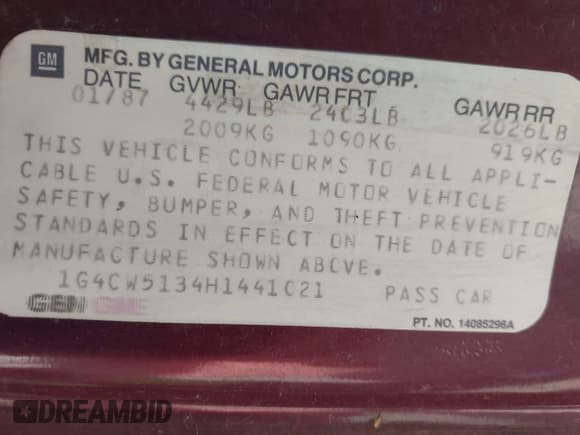 GM
MFG. BY GENERAL MOTORS CORP.
DATE GVWR GAWR FRT GAWR RR
01/87 4429LB 2403LB 2026LB
2009KG 1090KG 919KG
THIS VEHICLE CONFORMS TO ALL APPLI-
CABLE U.S. FEDERAL MOTOR VEHICLE
SAFETY, BUMPER, AND THEFT PREVENTION
STANDARDS IN EFFECT ON THE DATE OF
MANUFACTURE SHOWN ABOVE.
1G4CW5134H1441021 PASS CAR
GEN GME
PT. NO. 14085296A
DREAMBID